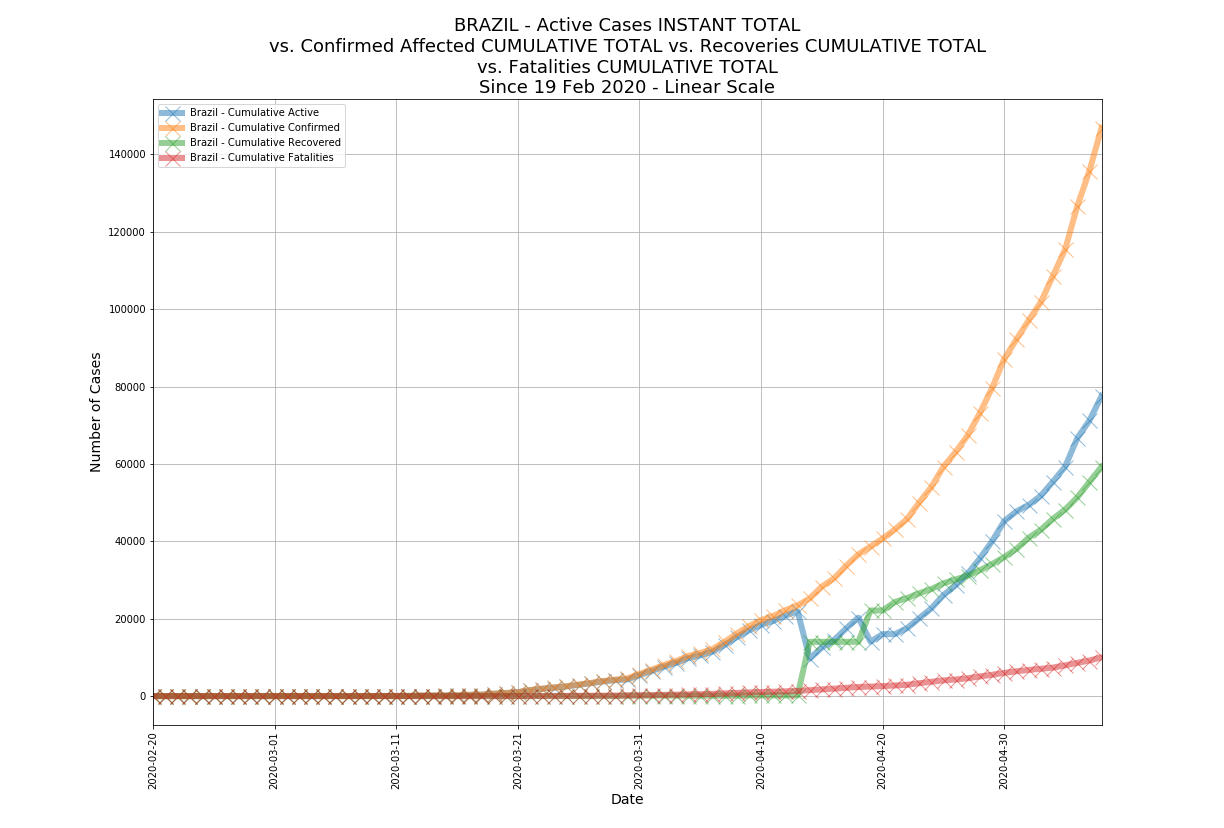 BRAZIL - Active Cases INSTANT TOTAL
vs. Confirmed Affected CUMULATIVE TOTAL vs. Recoveries CUMULATIVE TOTAL
vs. Fatalities CUMULATIVE TOTAL
Since 19 Feb 2020 - Linear Scale
Brazil - Cumulative Active
Brazil - Cumulative Confirmed
Brazil - Cumulative Recovered
Brazil - Cumulative Fatalities
Number of Cases
140000
120000
100000
80000
60000
40000
20000
0
2020-02-20
2020-03-01
2020-03-11
2020-03-21
2020-03-31
2020-04-10
2020-04-20
2020-04-30
Date